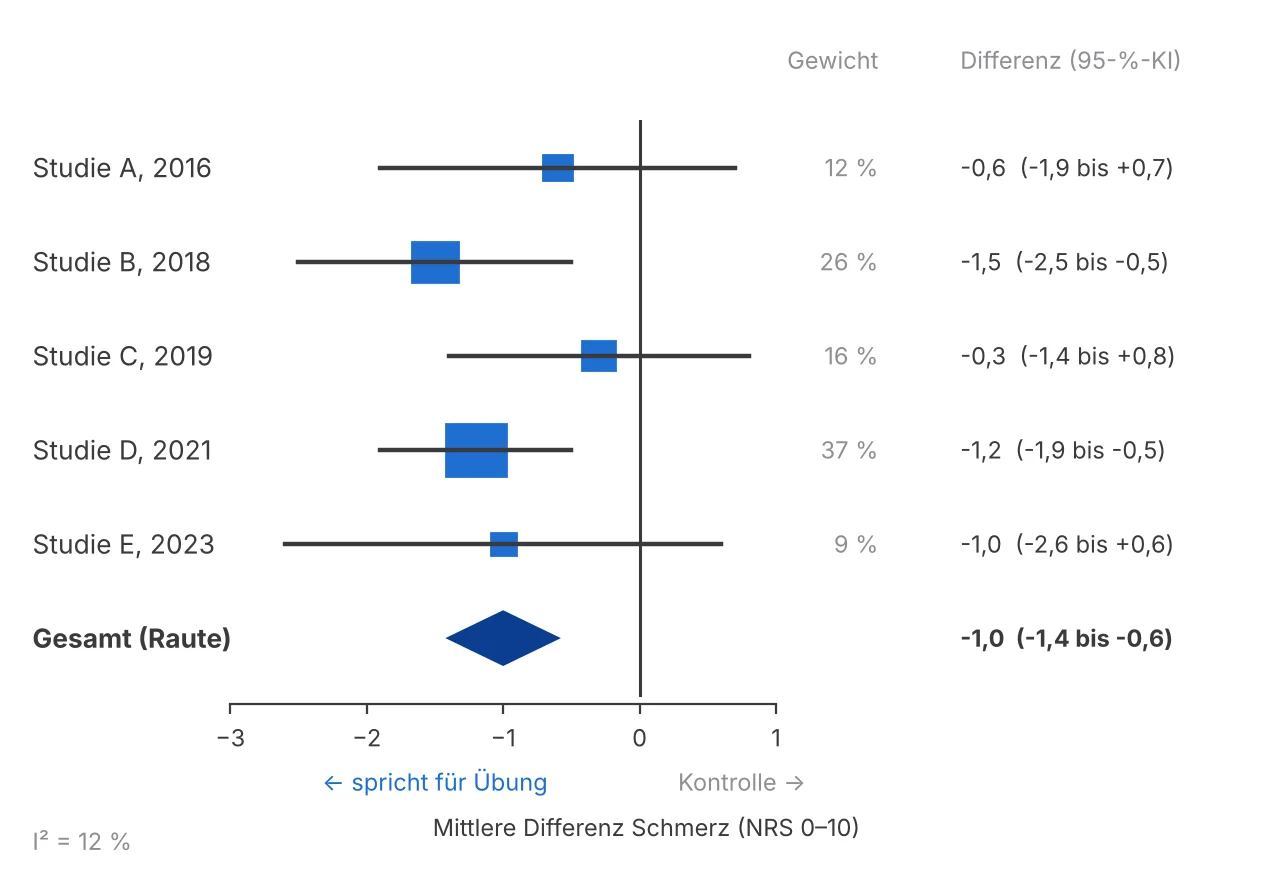 Gewicht Differenz (95-%-KI)
Studie A, 2016 12 % -0,6 (-1,9 bis +0,7)
Studie B, 2018 26 % -1,5 (-2,5 bis -0,5)
Studie C, 2019 16 % -0,3 (-1,4 bis +0,8)
Studie D, 2021 37 % -1,2 (-1,9 bis -0,5)
Studie E, 2023 9 % -1,0 (-2,6 bis +0,6)
Gesamt (Raute) -1,0 (-1,4 bis -0,6)
−3 −2 −1 0 1
← spricht für Übung Kontrolle →
Mittlere Differenz Schmerz (NRS 0–10)
I² = 12 %